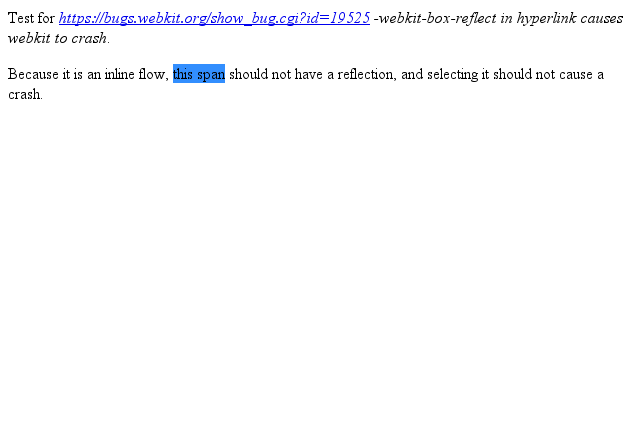 Test for https://bugs.webkit.org/show_bug.cgi?id=19525 -webkit-box-reflect in hyperlink causes
webkit to crash.
Because it is an inline flow, this span should not have a reflection, and selecting it should not cause a
crash.